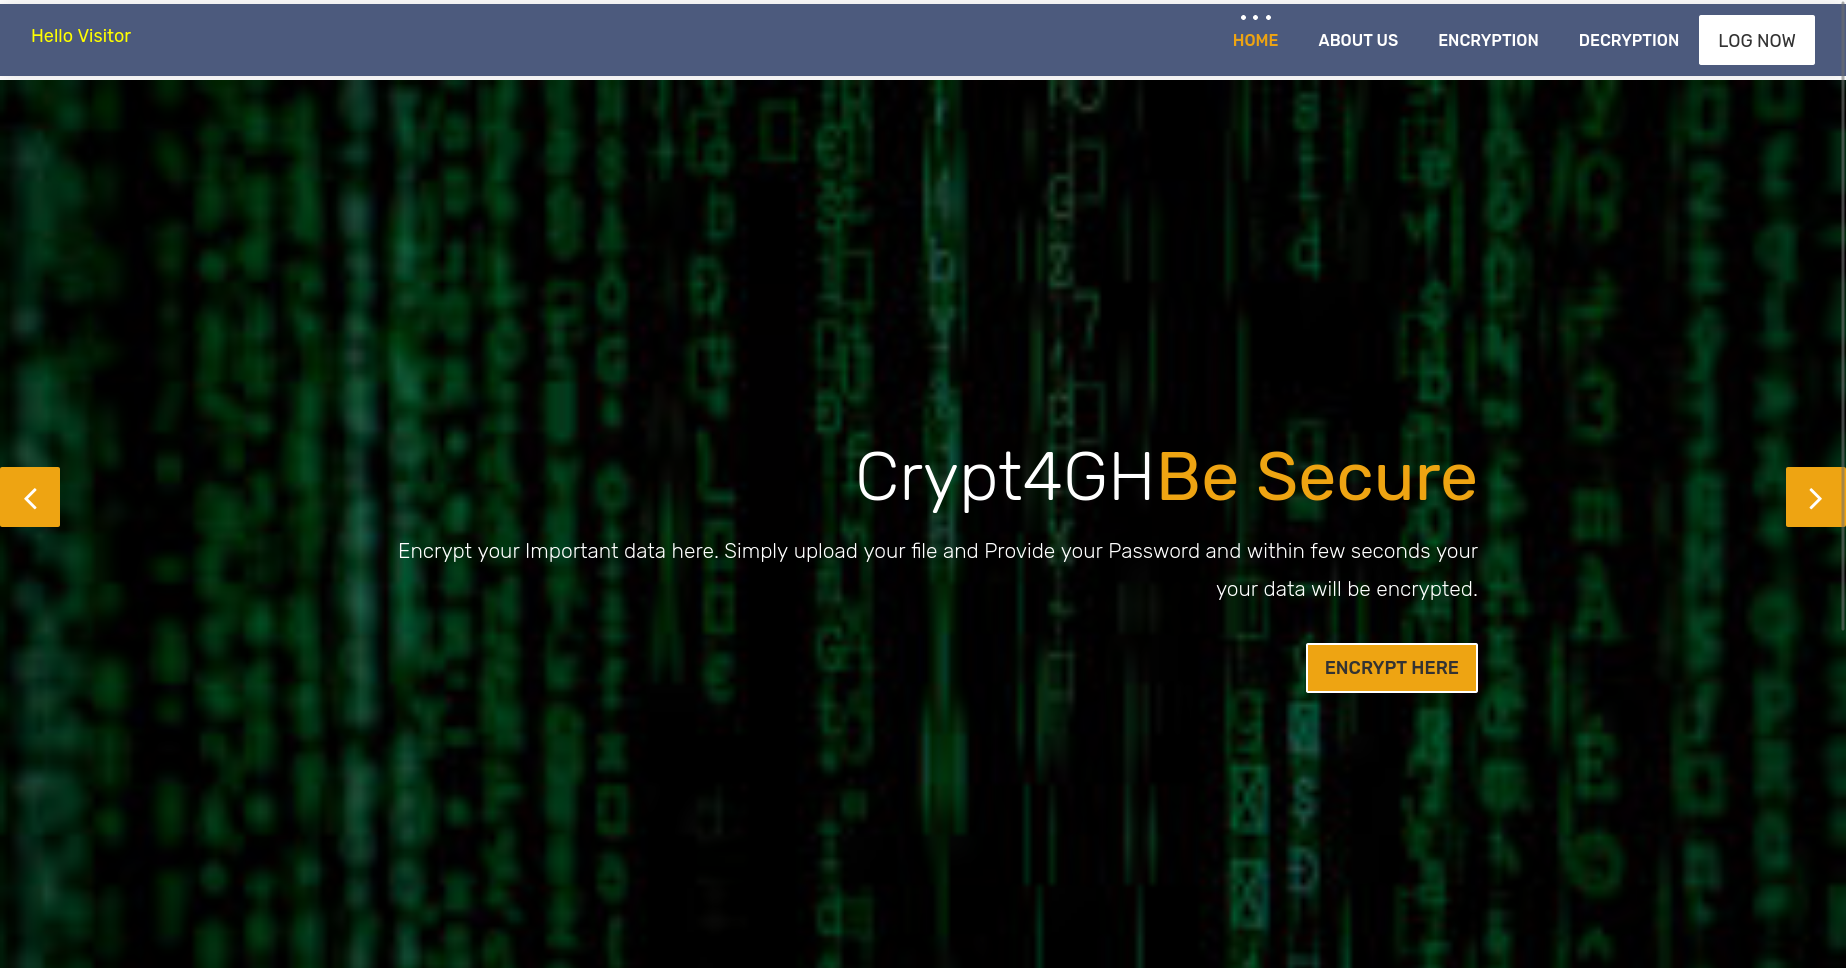 Hello Visitor
HOME ABOUT US ENCRYPTION DECRYPTION LOG NOW
Crypt4GHBe Secure
Encrypt your Important data here. Simply upload your file and Provide your Password and within few seconds your
your data will be encrypted.
ENCRYPT HERE